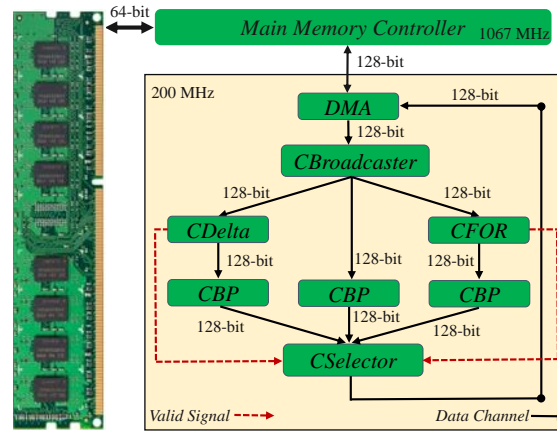 64-bit
Main Memory Controller 1067 MHz
128-bit
200 MHz
DMA
128-bit
128-bit
CBroadcaster
128-bit
128-bit
128-bit
CDelta
CFOR
128-bit
128-bit
CBP
CBP
CBP
128-bit
128-bit
128-bit
CSelector
Valid Signal
Data Channel